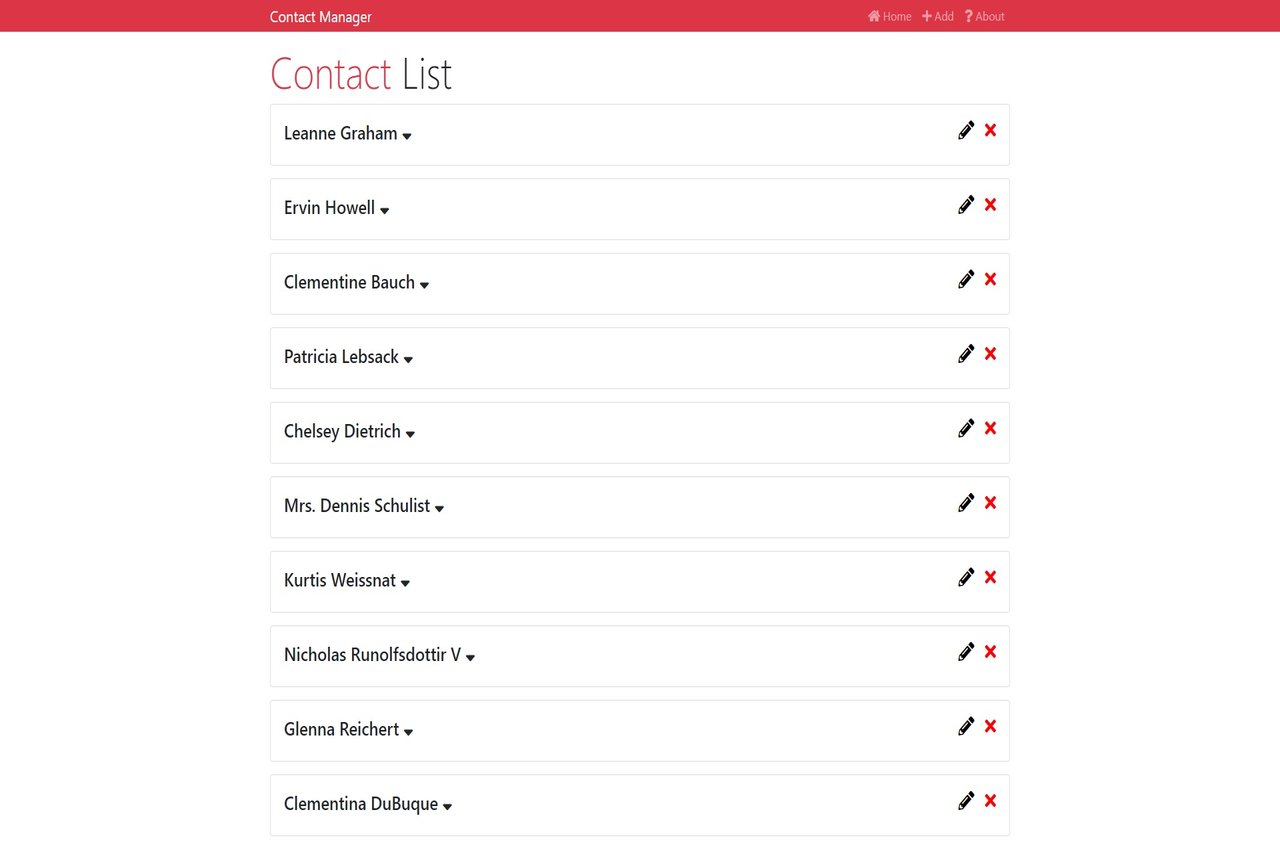 Contact Manager
Home Add About
Contact List
Leanne Graham
Ervin Howell
Clementine Bauch
Patricia Lebsack
Chelsey Dietrich
Mrs. Dennis Schulist
Kurtis Weissnat
Nicholas Runolfsdottir V
Glenna Reichert
Clementina DuBuque